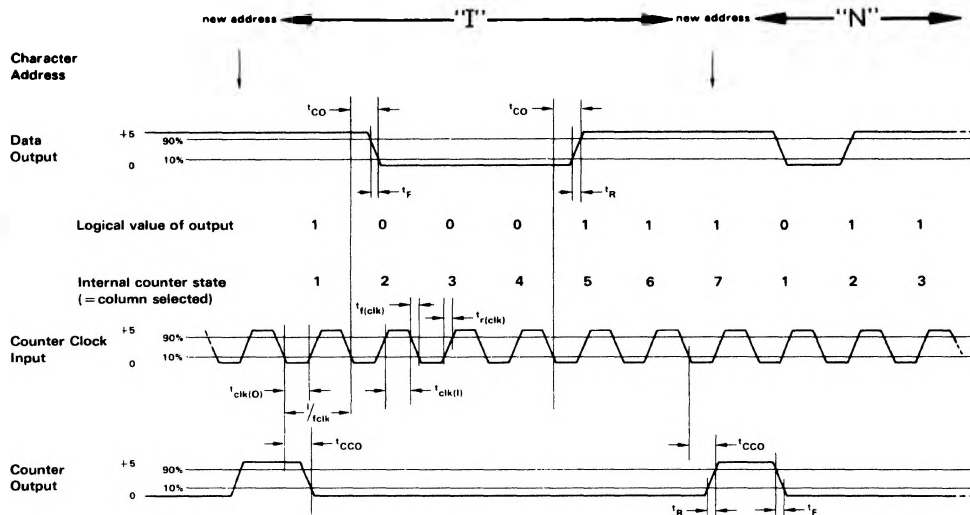 new address "I" new address "N"
Character
Address
tCO tCO
Data
Output
+5
90%
10%
0
tF tR
Logical value of output 1 0 0 0 1 1 1 0 1 1
Internal counter state 1 2 3 4 5 6 7 1 2 3
(= column selected)
tf(clk) tr(clk)
Counter Clock
Input
+5
90%
10%
0
tclk(O) tclk(I)
1/fclk
tCCO tCCO
Counter
Output
+5
90%
10%
0
tR tF